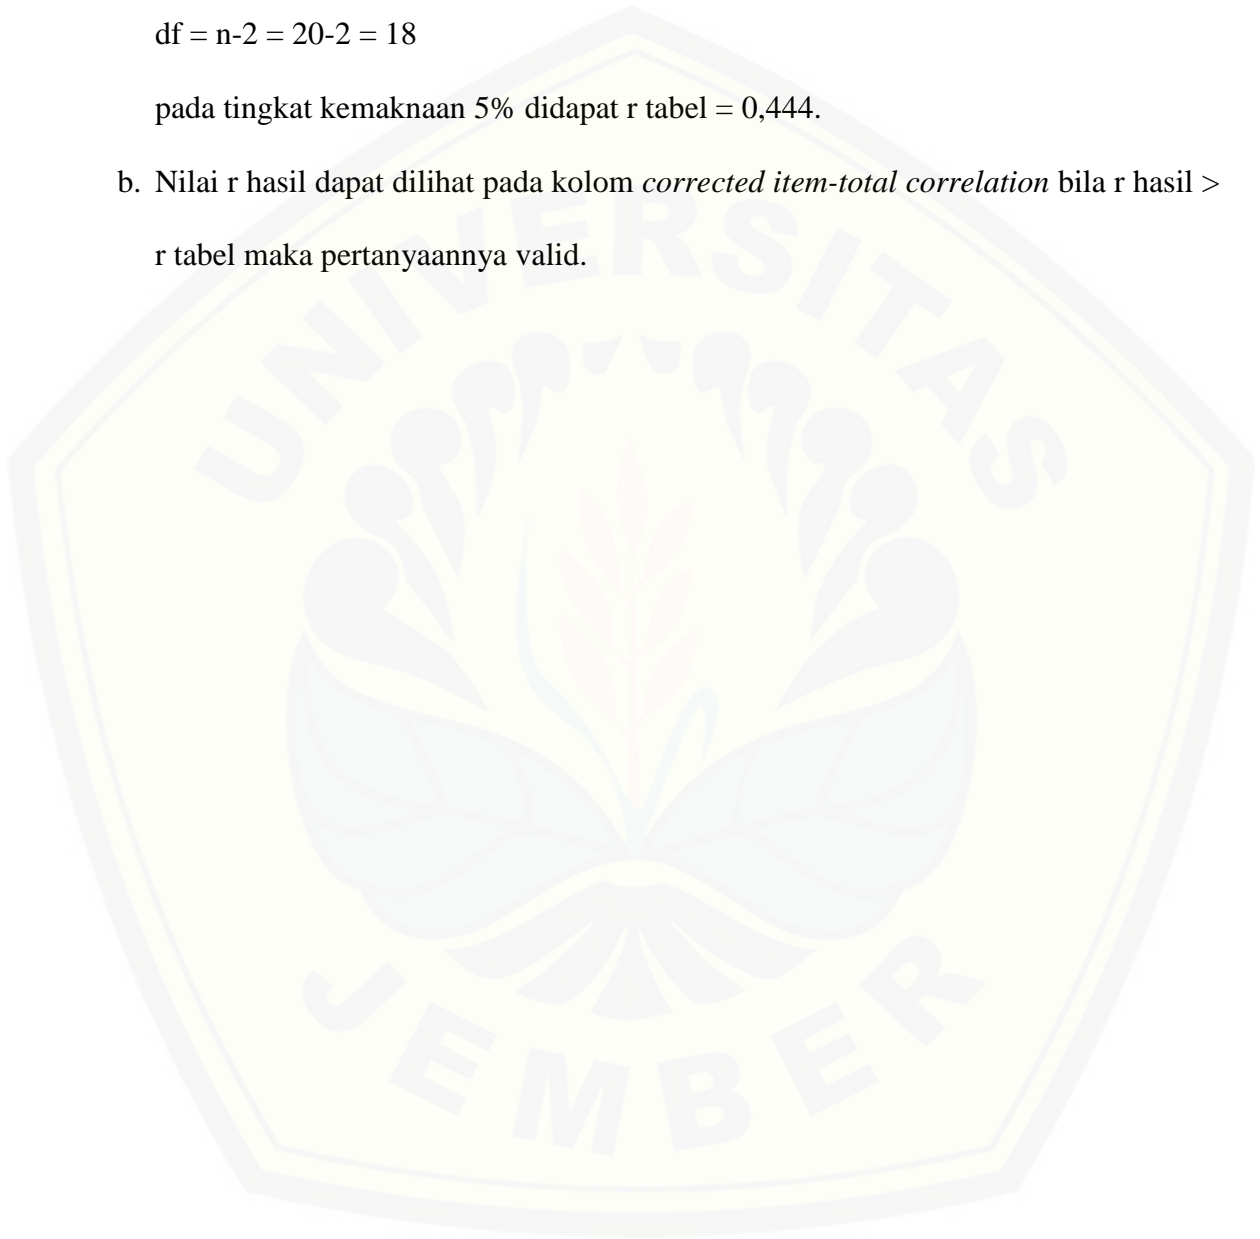 df = n-2 = 20-2 = 18
pada tingkat kemaknaan 5% didapat r tabel = 0,444.
b. Nilai r hasil dapat dilihat pada kolom corrected item-total correlation bila r hasil >
r tabel maka pertanyaannya valid.
UNIVERSITAS
JEMBER